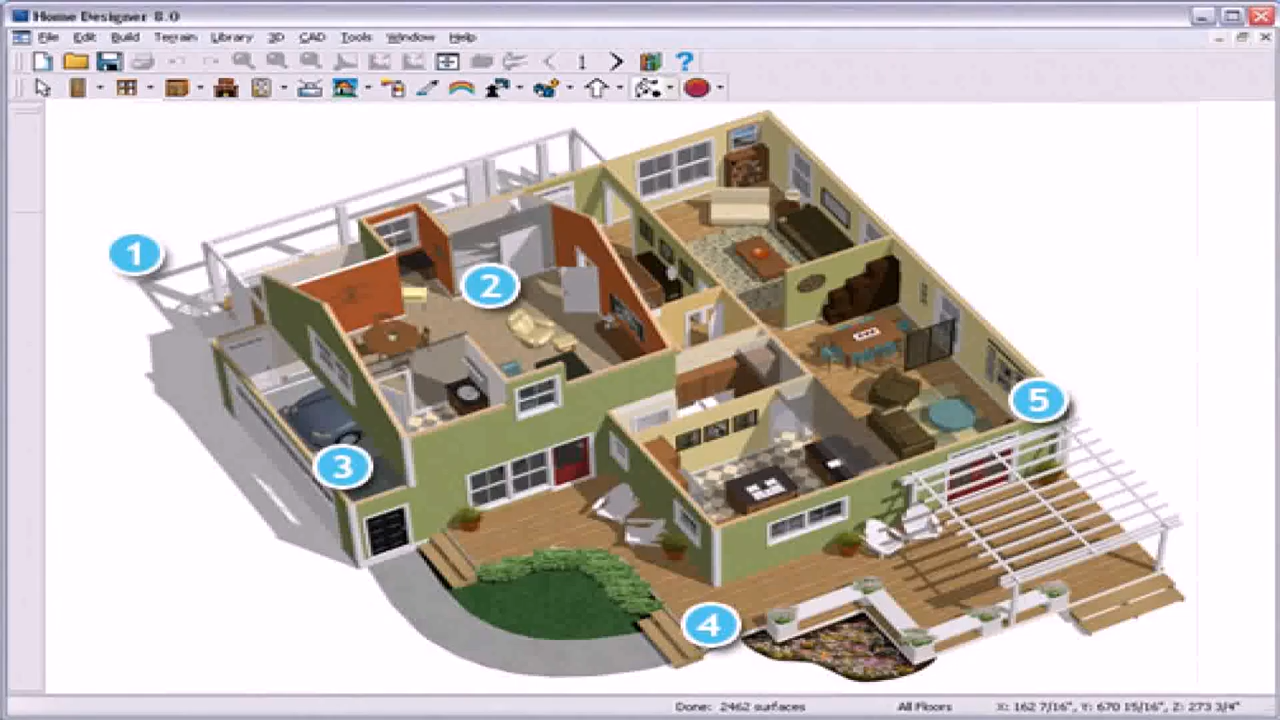 Home Designer 8.0
File Edit Build Terrain Library 3D CAD Tools Window Help
1 ?
1
2
3
4
5
Done: 2462 surfaces All Floors X: 162 7/16", Y: 670 15/16", Z: 273 3/4"